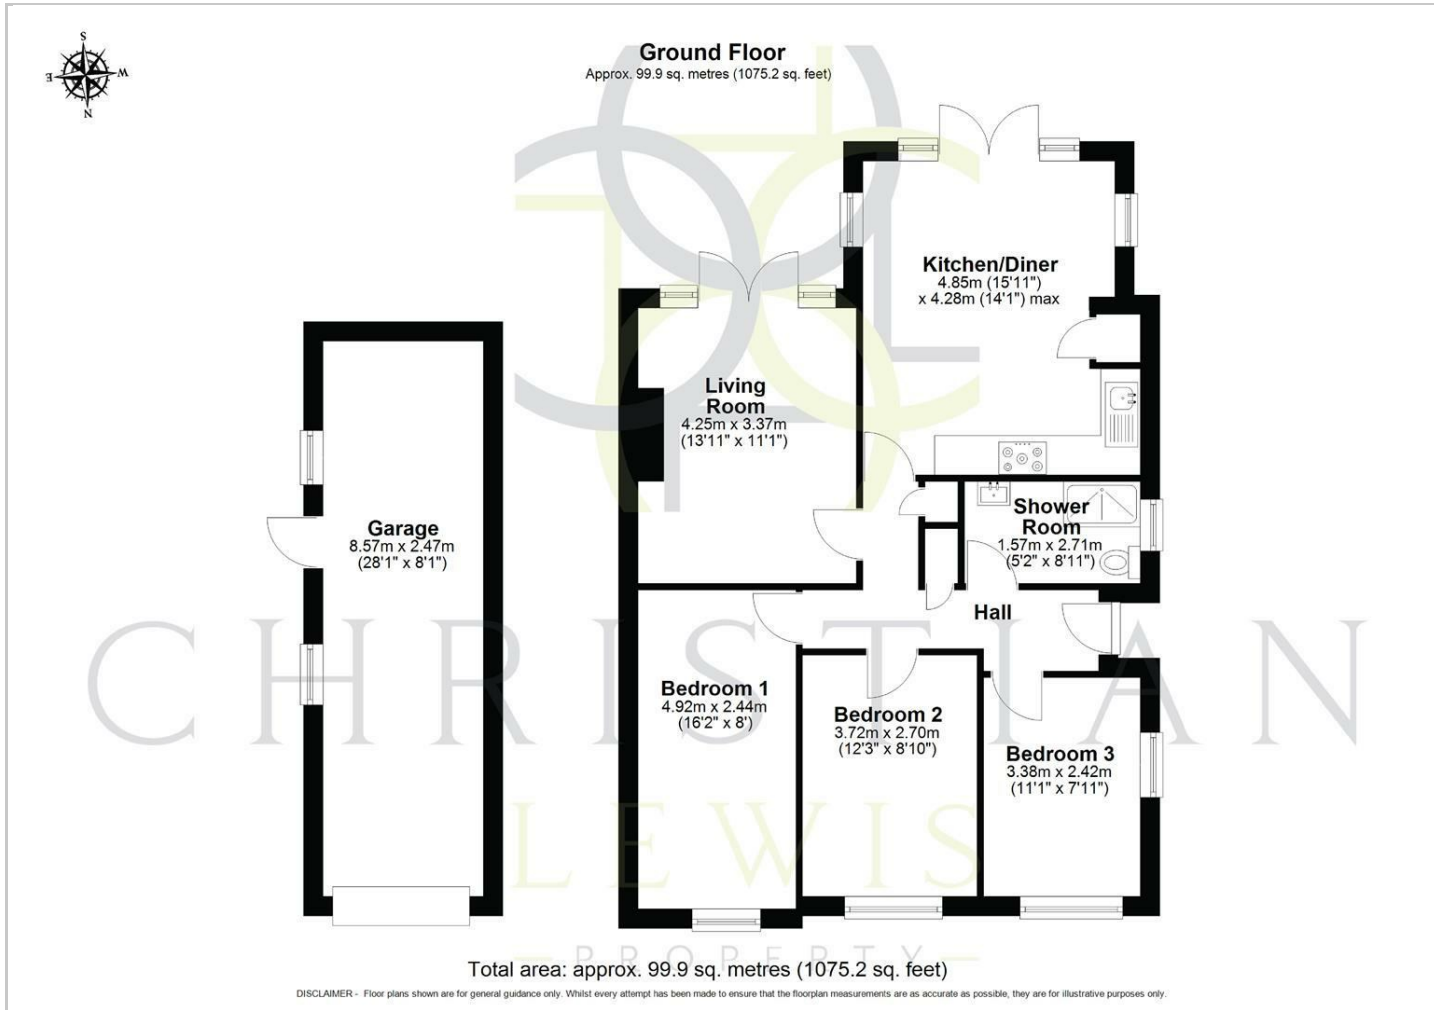 S
E W
N
Ground Floor
Approx. 99.9 sq. metres (1075.2 sq. feet)
Kitchen/Diner
4.85m (15'11")
x 4.28m (14'1") max
Living
Room
4.25m x 3.37m
(13'11" x 11'1")
Garage
8.57m x 2.47m
(28'1" x 8'1")
Shower
Room
1.57m x 2.71m
(5'2" x 8'11")
Hall
CHRISTIAN
Bedroom 1
4.92m x 2.44m
(16'2" x 8')
Bedroom 2
3.72m x 2.70m
(12'3" x 8'10")
Bedroom 3
3.38m x 2.42m
(11'1" x 7'11")
LEWIS
PROPERTY
Total area: approx. 99.9 sq. metres (1075.2 sq. feet)
DISCLAIMER - Floor plans shown are for general guidance only. Whilst every attempt has been made to ensure that the floorplan measurements are as accurate as possible, they are for illustrative purposes only.